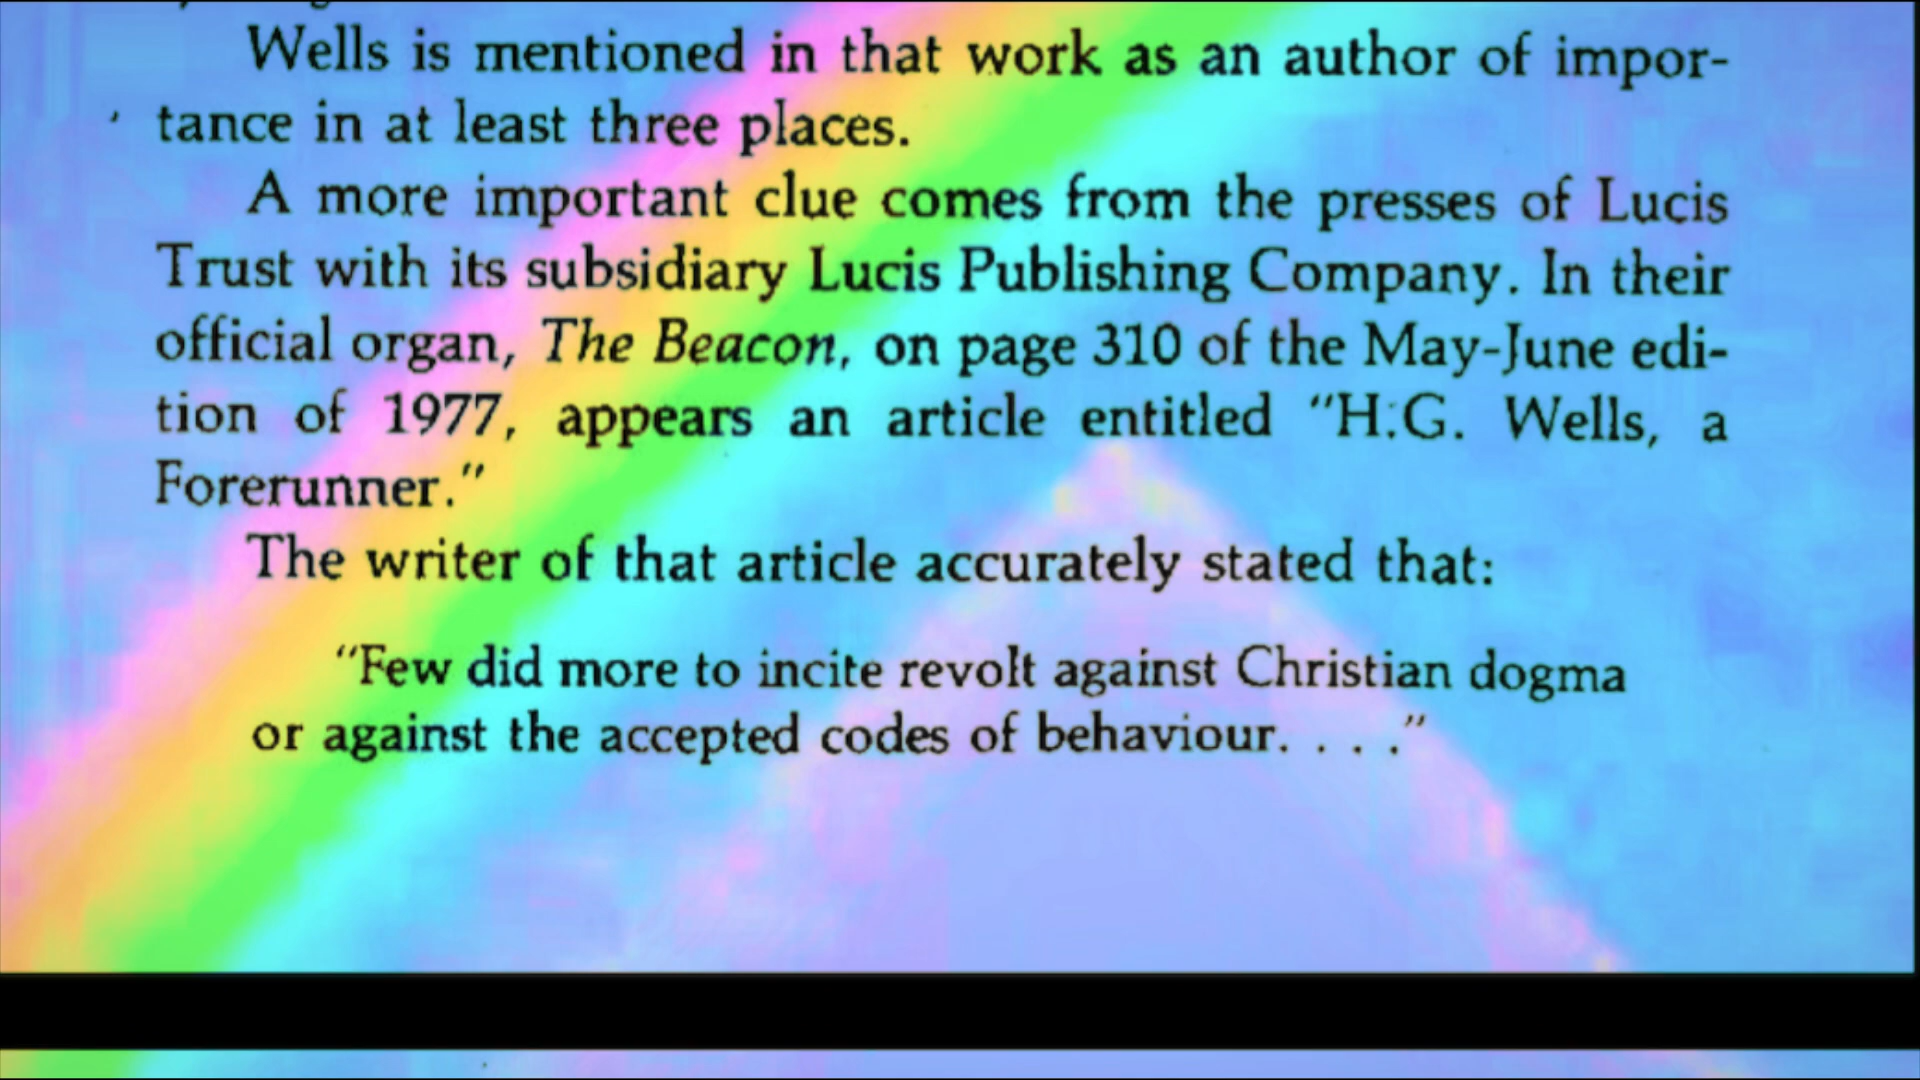 Wells is mentioned in that work as an author of impor-
tance in at least three places.
A more important clue comes from the presses of Lucis
Trust with its subsidiary Lucis Publishing Company. In their
official organ, The Beacon, on page 310 of the May-June edi-
tion of 1977, appears an article entitled “H.G. Wells, a
Forerunner.”
The writer of that article accurately stated that:
“Few did more to incite revolt against Christian dogma
or against the accepted codes of behaviour. . . .”